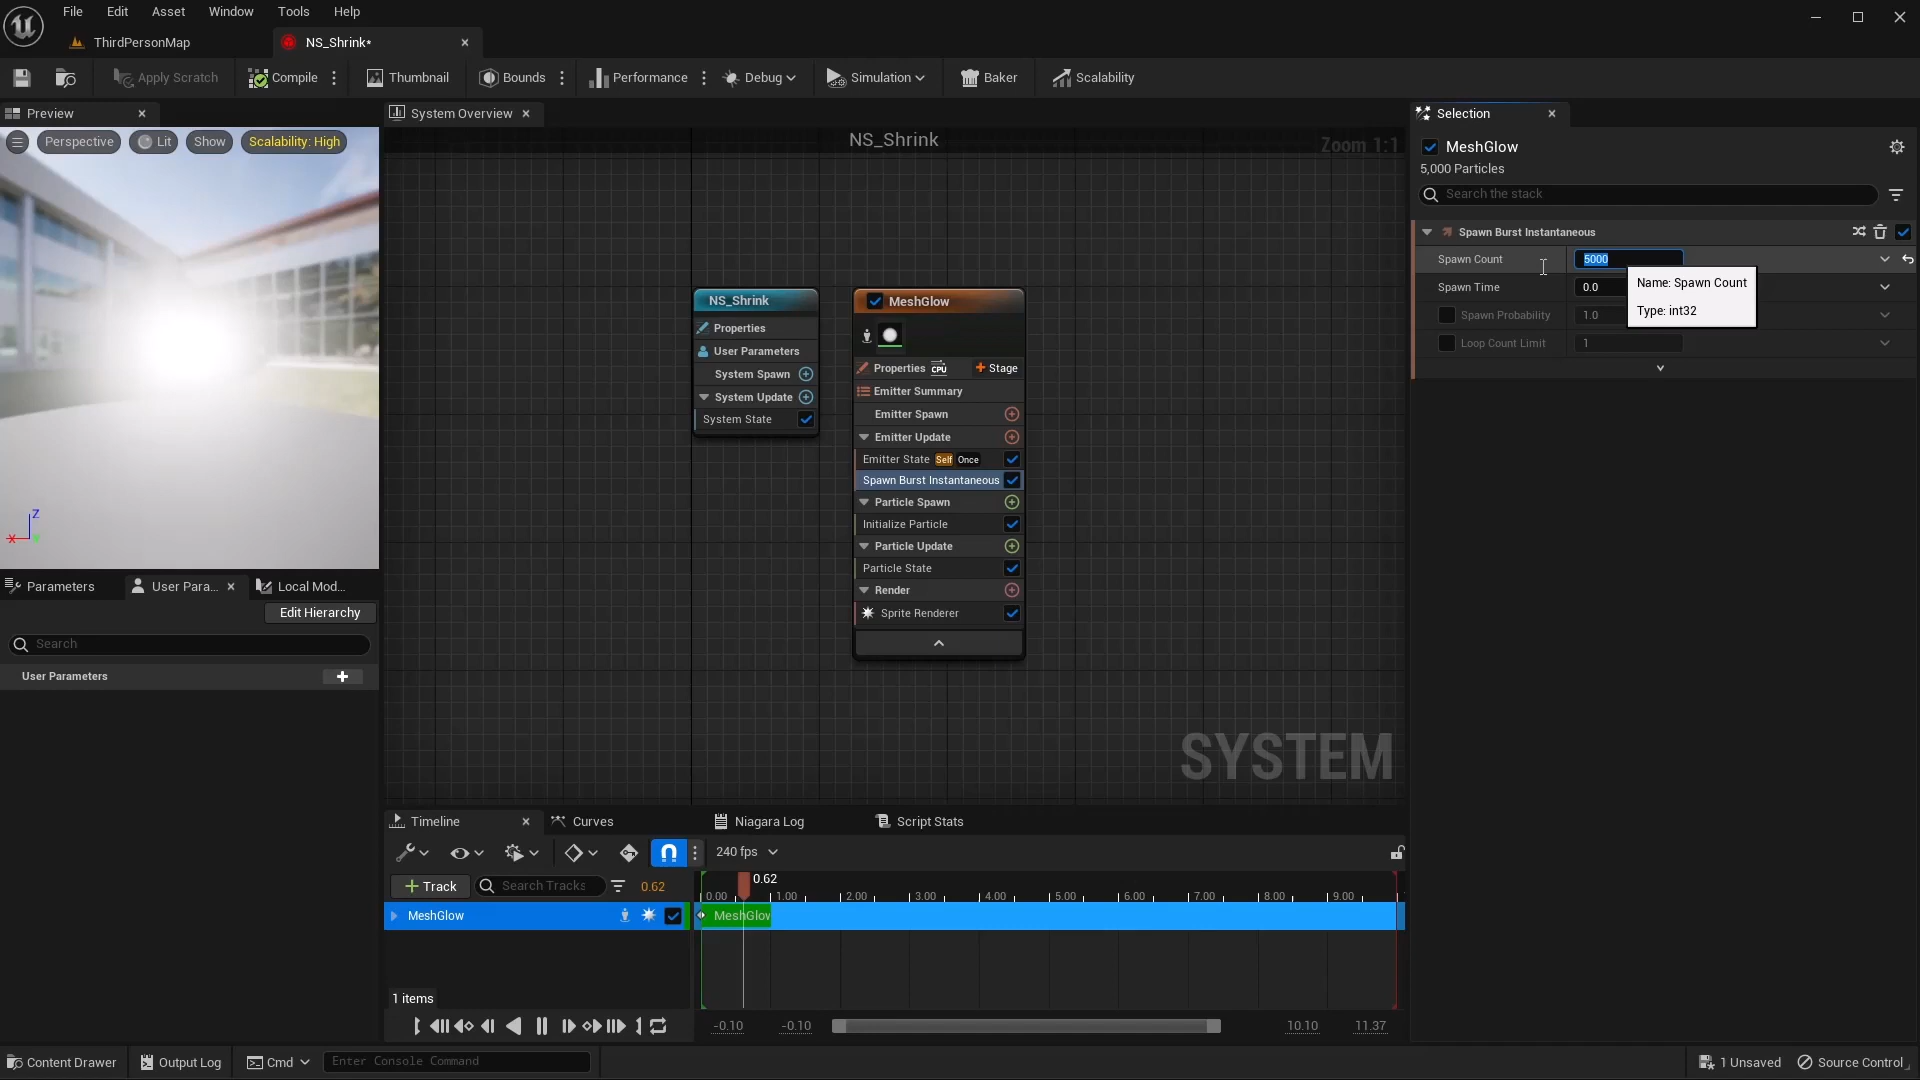 File Edit Asset Window Tools Help
ThirdPersonMap NS_Shrink*
Apply Scratch Compile Thumbnail Bounds Performance Debug Simulation Baker Scalability
Preview
System Overview
Selection
Perspective Lit Show Scalability: High
NS_Shrink
Zoom 1:1
MeshGlow
5,000 Particles
Search the stack
Spawn Burst Instantaneous
Spawn Count 5000
Spawn Time 0.0
Spawn Probability 1.0
Loop Count Limit 1
Name: Spawn Count
Type: int32
NS_Shrink
Properties
User Parameters
System Spawn
System Update
System State
MeshGlow
Properties CPU + Stage
Emitter Summary
Emitter Spawn
Emitter Update
Emitter State Self Once
Spawn Burst Instantaneous
Particle Spawn
Initialize Particle
Particle Update
Particle State
Render
Sprite Renderer
SYSTEM
Z
X
Parameters User Para... Local Mod...
Edit Hierarchy
Search
User Parameters
Timeline Curves Niagara Log Script Stats
240 fps
+ Track Search Tracks 0.62
0.62
0.00 1.00 2.00 3.00 4.00 5.00 6.00 7.00 8.00 9.00
MeshGlow
MeshGlow
1 items
-0.10 -0.10 10.10 11.37
Content Drawer Output Log Cmd Enter Console Command 1 Unsaved Source Control